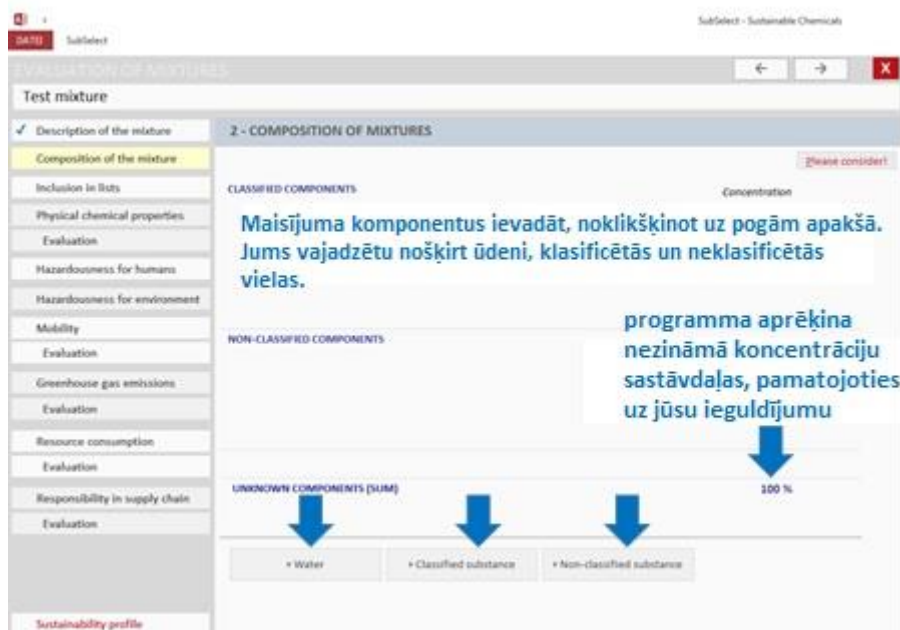 SubSelect - Sustainable Chemicals
DATEI SubSelect
EVALUATION OF MIXTURES
Test mixture
Description of the mixture
2 - COMPOSITION OF MIXTURES
Composition of the mixture
Please consider!
Inclusion in lists
CLASSIFIED COMPONENTS
Concentration
Physical chemical properties
Maisījuma komponentus ievadāt, noklikšķinot uz pogām apakšā.
Jums vajadzētu nošķirt ūdeni, klasificētās un neklasificētās
vielas.
Evaluation
Hazardousness for humans
Hazardousness for environment
Mobility
programma aprēķina
nezināmā koncentrāciju
sastāvdaļas, pamatojoties
uz jūsu ieguldījumu
NON-CLASSIFIED COMPONENTS
Evaluation
Greenhouse gas emissions
Evaluation
Resource consumption
Evaluation
UNKNOWN COMPONENTS (SUM)
100 %
Responsibility in supply chain
Evaluation
+ Water
+ Classified substance
+ Non-classified substance
Sustainability profile